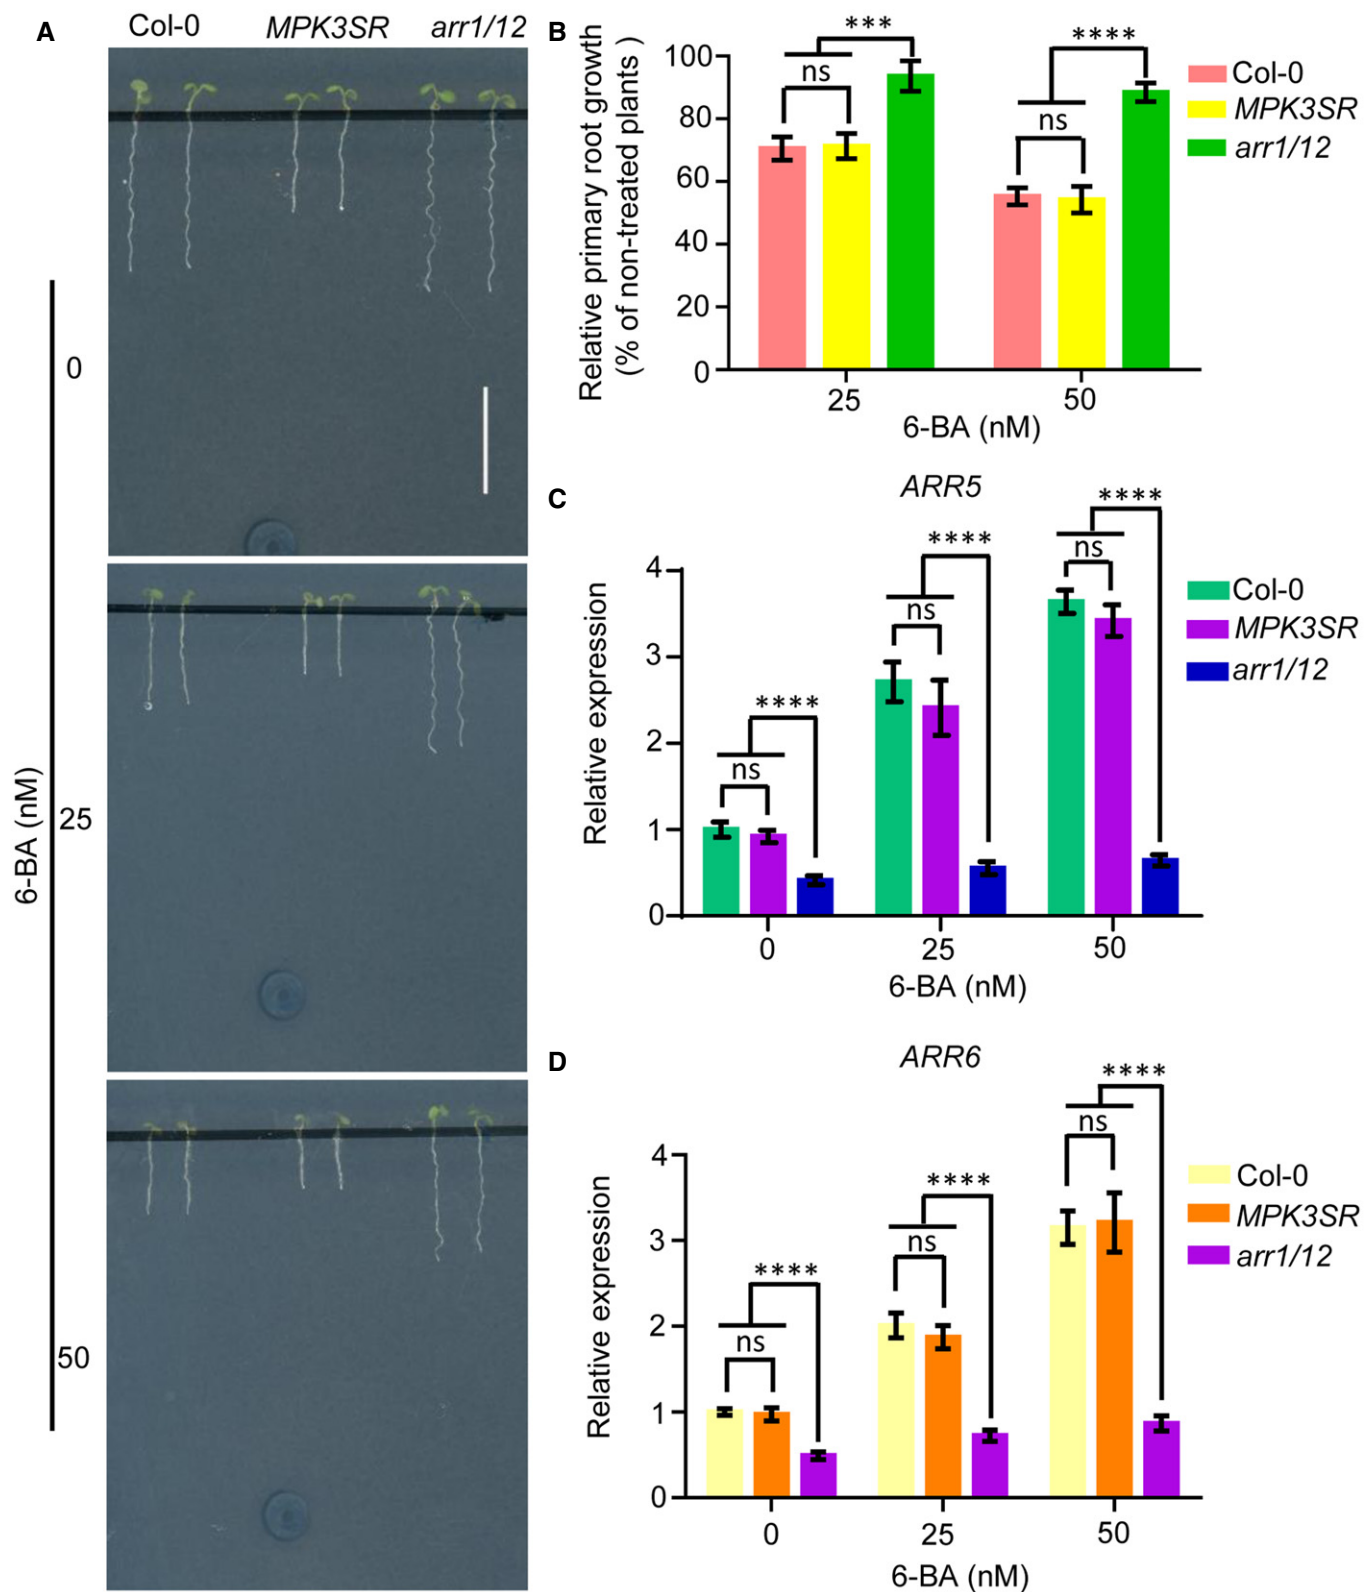 A
Col-0 MPK3SR arr1/12
0
25
50
6-BA (nM)
B
Relative primary root growth
(% of non-treated plants )
100
80
60
40
20
0
ns
***
ns
****
25 50
6-BA (nM)
Col-0
MPK3SR
arr1/12
C
ARR5
Relative expression
4
3
2
1
0
ns
****
ns
****
ns
****
0 25 50
6-BA (nM)
Col-0
MPK3SR
arr1/12
D
ARR6
Relative expression
4
3
2
1
0
ns
****
ns
****
ns
****
0 25 50
6-BA (nM)
Col-0
MPK3SR
arr1/12